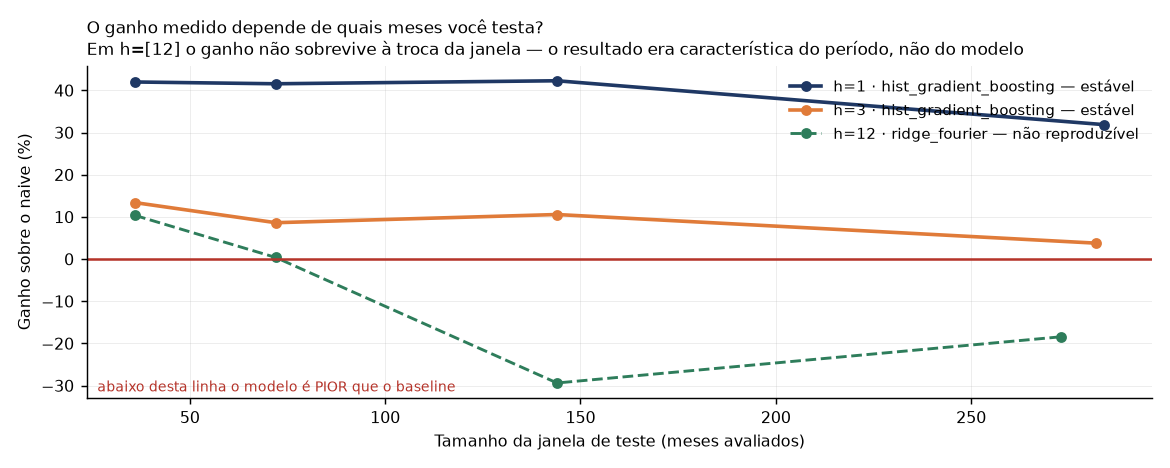 O ganho medido depende de quais meses você testa?
Em h=[12] o ganho não sobrevive à troca da janela — o resultado era característica do período, não do modelo
Ganho sobre o naive (%)
40
30
20
10
0
−10
−20
−30
h=1 · hist_gradient_boosting — estável
h=3 · hist_gradient_boosting — estável
h=12 · ridge_fourier — não reproduzível
abaixo desta linha o modelo é PIOR que o baseline
50
100
150
200
250
Tamanho da janela de teste (meses avaliados)